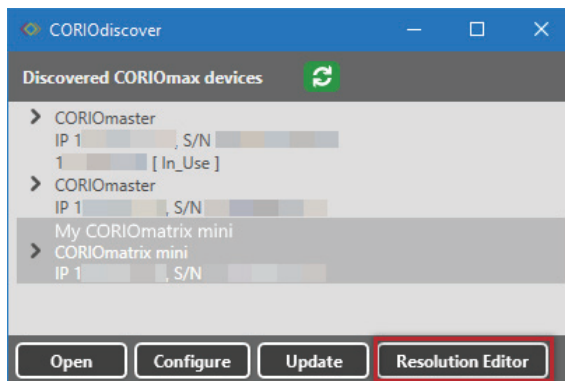 CORIOdiscover
Discovered CORIOmax devices
CORIOmaster
IP 1 , S/N
1 [ In_Use ]
CORIOmaster
IP 1 , S/N
My CORIOmatrix mini
CORIOmatrix mini
IP 1 , S/N
Open Configure Update Resolution Editor